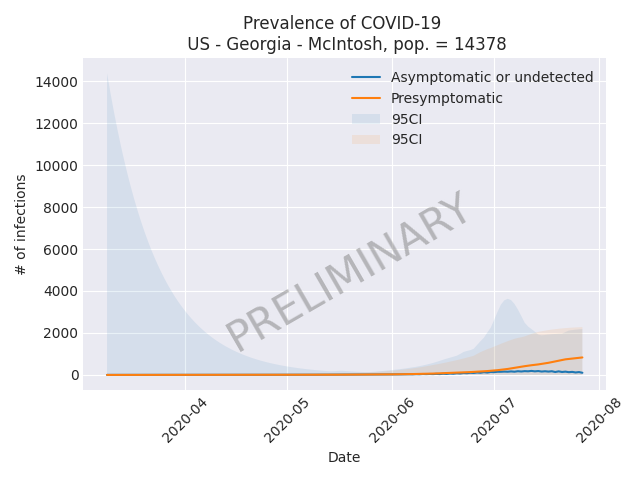 Prevalence of COVID-19
US - Georgia - McIntosh, pop. = 14378
Asymptomatic or undetected
Presymptomatic
95CI
95CI
14000
12000
10000
8000
6000
4000
2000
0
# of infections
PRELIMINARY
2020-04
2020-05
2020-06
2020-07
2020-08
Date